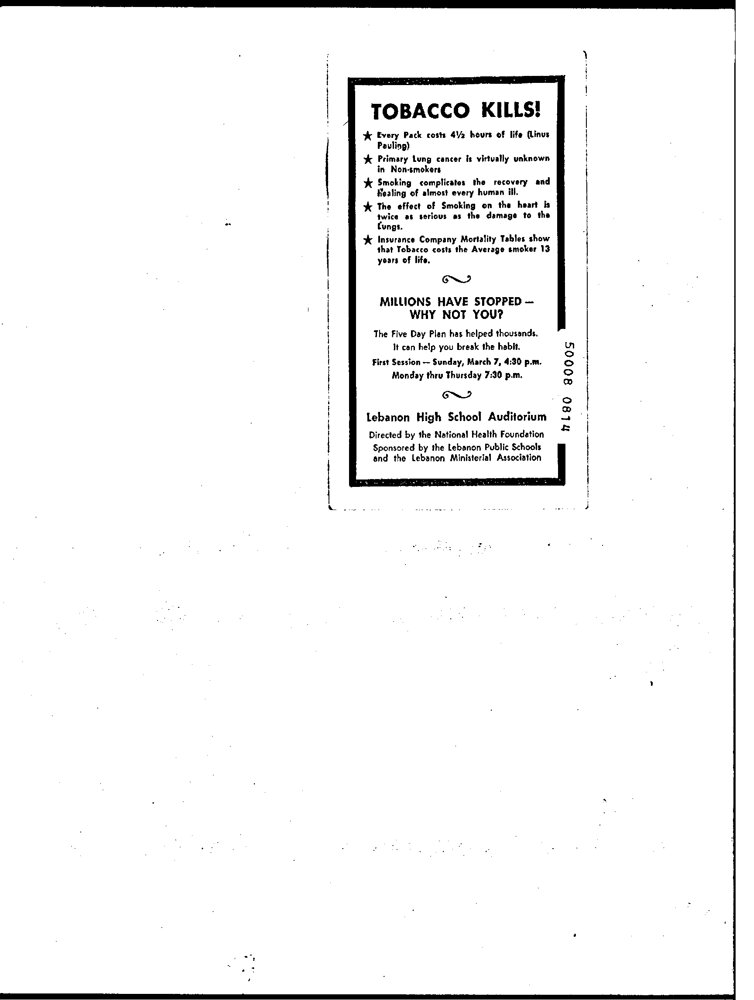 TOBACCO KILLS!
★ Every Pack costs 4½ hours of life (Linus
Pauling)
★ Primary Lung cancer is virtually unknown
in Non-smokers
★ Smoking complicates the recovery and
Healing of almost every human ill.
★ The effect of Smoking on the heart is
twice as serious as the damage to the
Lungs.
★ Insurance Company Mortality Tables show
that Tobacco costs the Average smoker 13
years of life.
MILLIONS HAVE STOPPED —
WHY NOT YOU?
The Five Day Plan has helped thousands.
It can help you break the habit.
First Session — Sunday, March 7, 4:30 p.m.
Monday thru Thursday 7:30 p.m.
Lebanon High School Auditorium
Directed by the National Health Foundation
Sponsored by the Lebanon Public Schools
and the Lebanon Ministerial Association
50008 0814